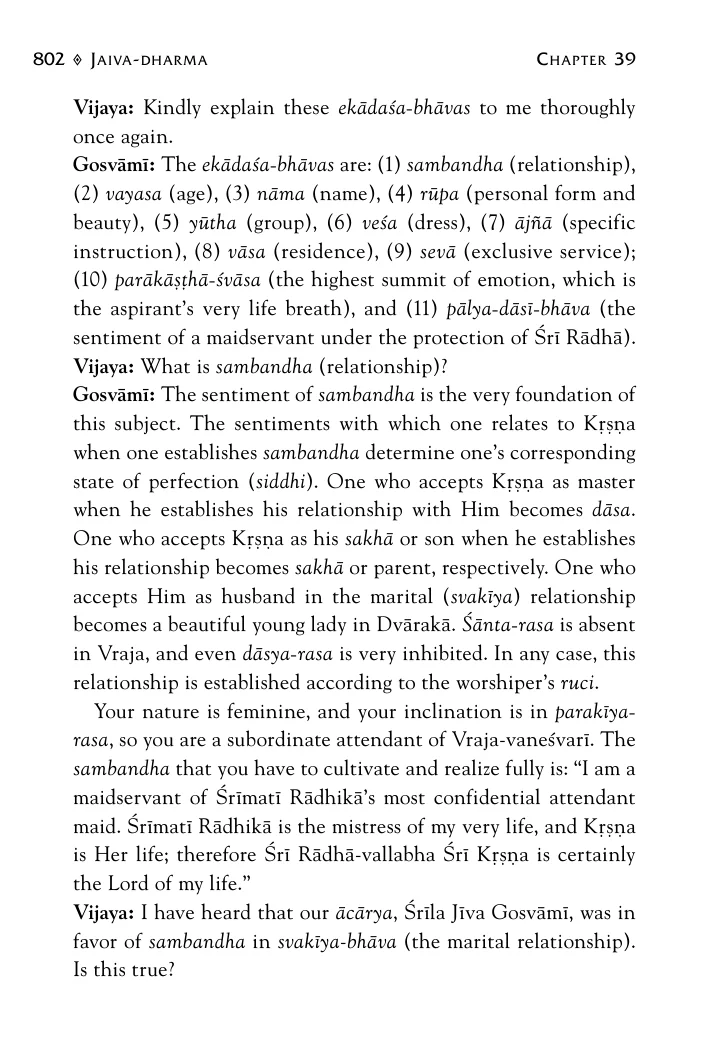 802 ⟡ Jaiva-dharma Chapter 39
Vijaya: Kindly explain these ekādaśa-bhāvas to me thoroughly
once again.
Gosvāmī: The ekādaśa-bhāvas are: (1) sambandha (relationship),
(2) vayasa (age), (3) nāma (name), (4) rūpa (personal form and
beauty), (5) yūtha (group), (6) veśa (dress), (7) ājñā (specific
instruction), (8) vāsa (residence), (9) sevā (exclusive service);
(10) parākāṣṭhā-śvāsa (the highest summit of emotion, which is
the aspirant’s very life breath), and (11) pālya-dāsī-bhāva (the
sentiment of a maidservant under the protection of Śrī Rādhā).
Vijaya: What is sambandha (relationship)?
Gosvāmī: The sentiment of sambandha is the very foundation of
this subject. The sentiments with which one relates to Kṛṣṇa
when one establishes sambandha determine one’s corresponding
state of perfection (siddhi). One who accepts Kṛṣṇa as master
when he establishes his relationship with Him becomes dāsa.
One who accepts Kṛṣṇa as his sakhā or son when he establishes
his relationship becomes sakhā or parent, respectively. One who
accepts Him as husband in the marital (svakīya) relationship
becomes a beautiful young lady in Dvārakā. Śānta-rasa is absent
in Vraja, and even dāsya-rasa is very inhibited. In any case, this
relationship is established according to the worshiper’s ruci.
Your nature is feminine, and your inclination is in parakīya-
rasa, so you are a subordinate attendant of Vraja-vaneśvarī. The
sambandha that you have to cultivate and realize fully is: “I am a
maidservant of Śrīmatī Rādhikā’s most confidential attendant
maid. Śrīmatī Rādhikā is the mistress of my very life, and Kṛṣṇa
is Her life; therefore Śrī Rādhā-vallabha Śrī Kṛṣṇa is certainly
the Lord of my life.”
Vijaya: I have heard that our ācārya, Śrīla Jīva Gosvāmī, was in
favor of sambandha in svakīya-bhāva (the marital relationship).
Is this true?